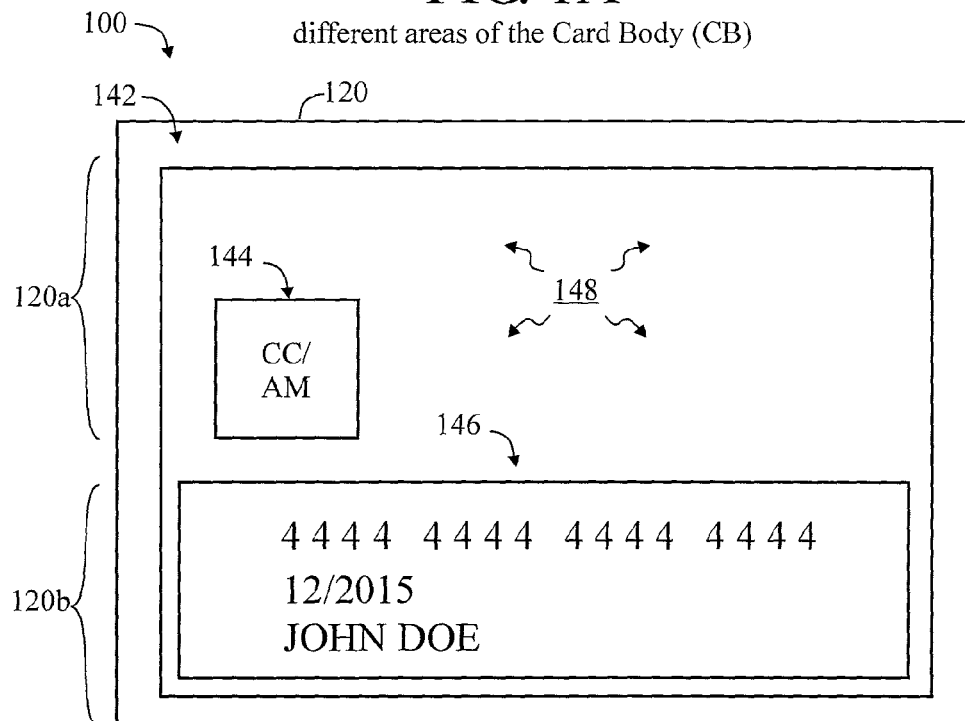 different areas of the Card Body (CB)
100
142
120
120a
144
148
CC/
AM
146
4444 4444 4444 4444
12/2015
120b
JOHN DOE